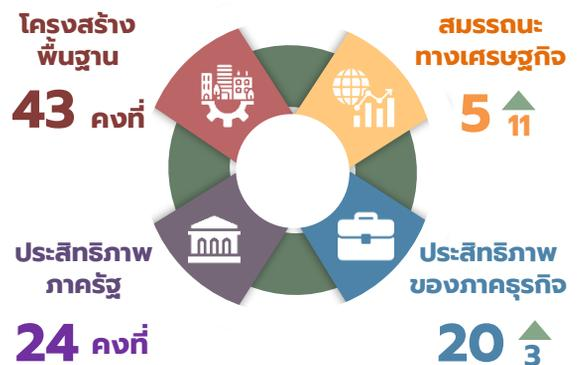 โครงสร้าง
พื้นฐาน
43 คงที่
สมรรถนะ
ทางเศรษฐกิจ
5 11
ประสิทธิภาพ
ภาครัฐ
24 คงที่
ประสิทธิภาพ
ของภาคธุรกิจ
20 3